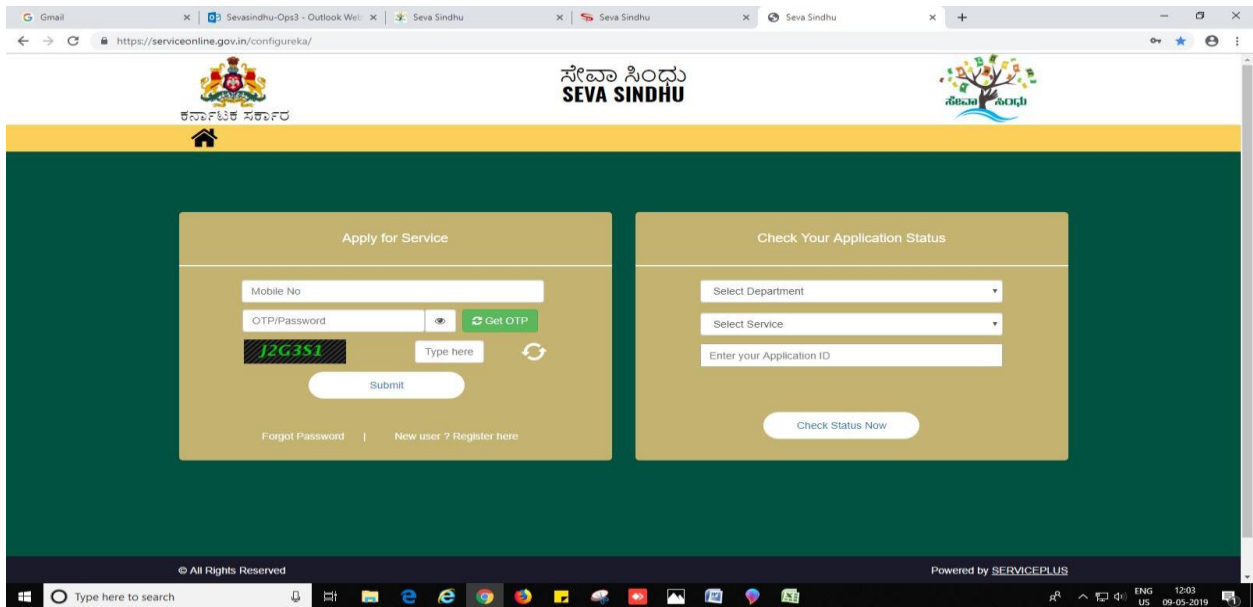 Gmail
Sevasindhu-Ops3 - Outlook Web
Seva Sindhu
Seva Sindhu
Seva Sindhu
https://serviceonline.gov.in/configureka/
ಕರ್ನಾಟಕ ಸರ್ಕಾರ
ಸೇವಾ ಸಿಂಧು
SEVA SINDHU
ಸೇವಾ ಸಿಂಧು
Apply for Service
Mobile No
OTP/Password
Get OTP
J2G3S1
Type here
Submit
Forgot Password | New user ? Register here
Check Your Application Status
Select Department
Select Service
Enter your Application ID
Check Status Now
© All Rights Reserved
Powered by SERVICEPLUS
Type here to search
ENG
US
12:03
09-05-2019